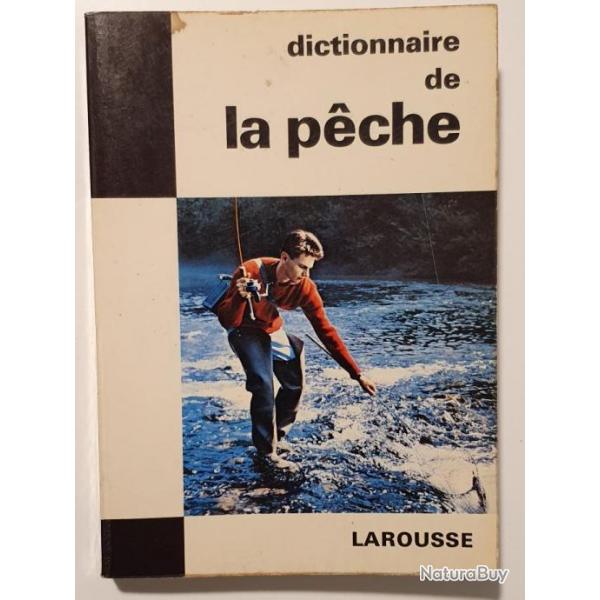 dictionnaire
de
la pêche
LAROUSSE
NaturaBuy